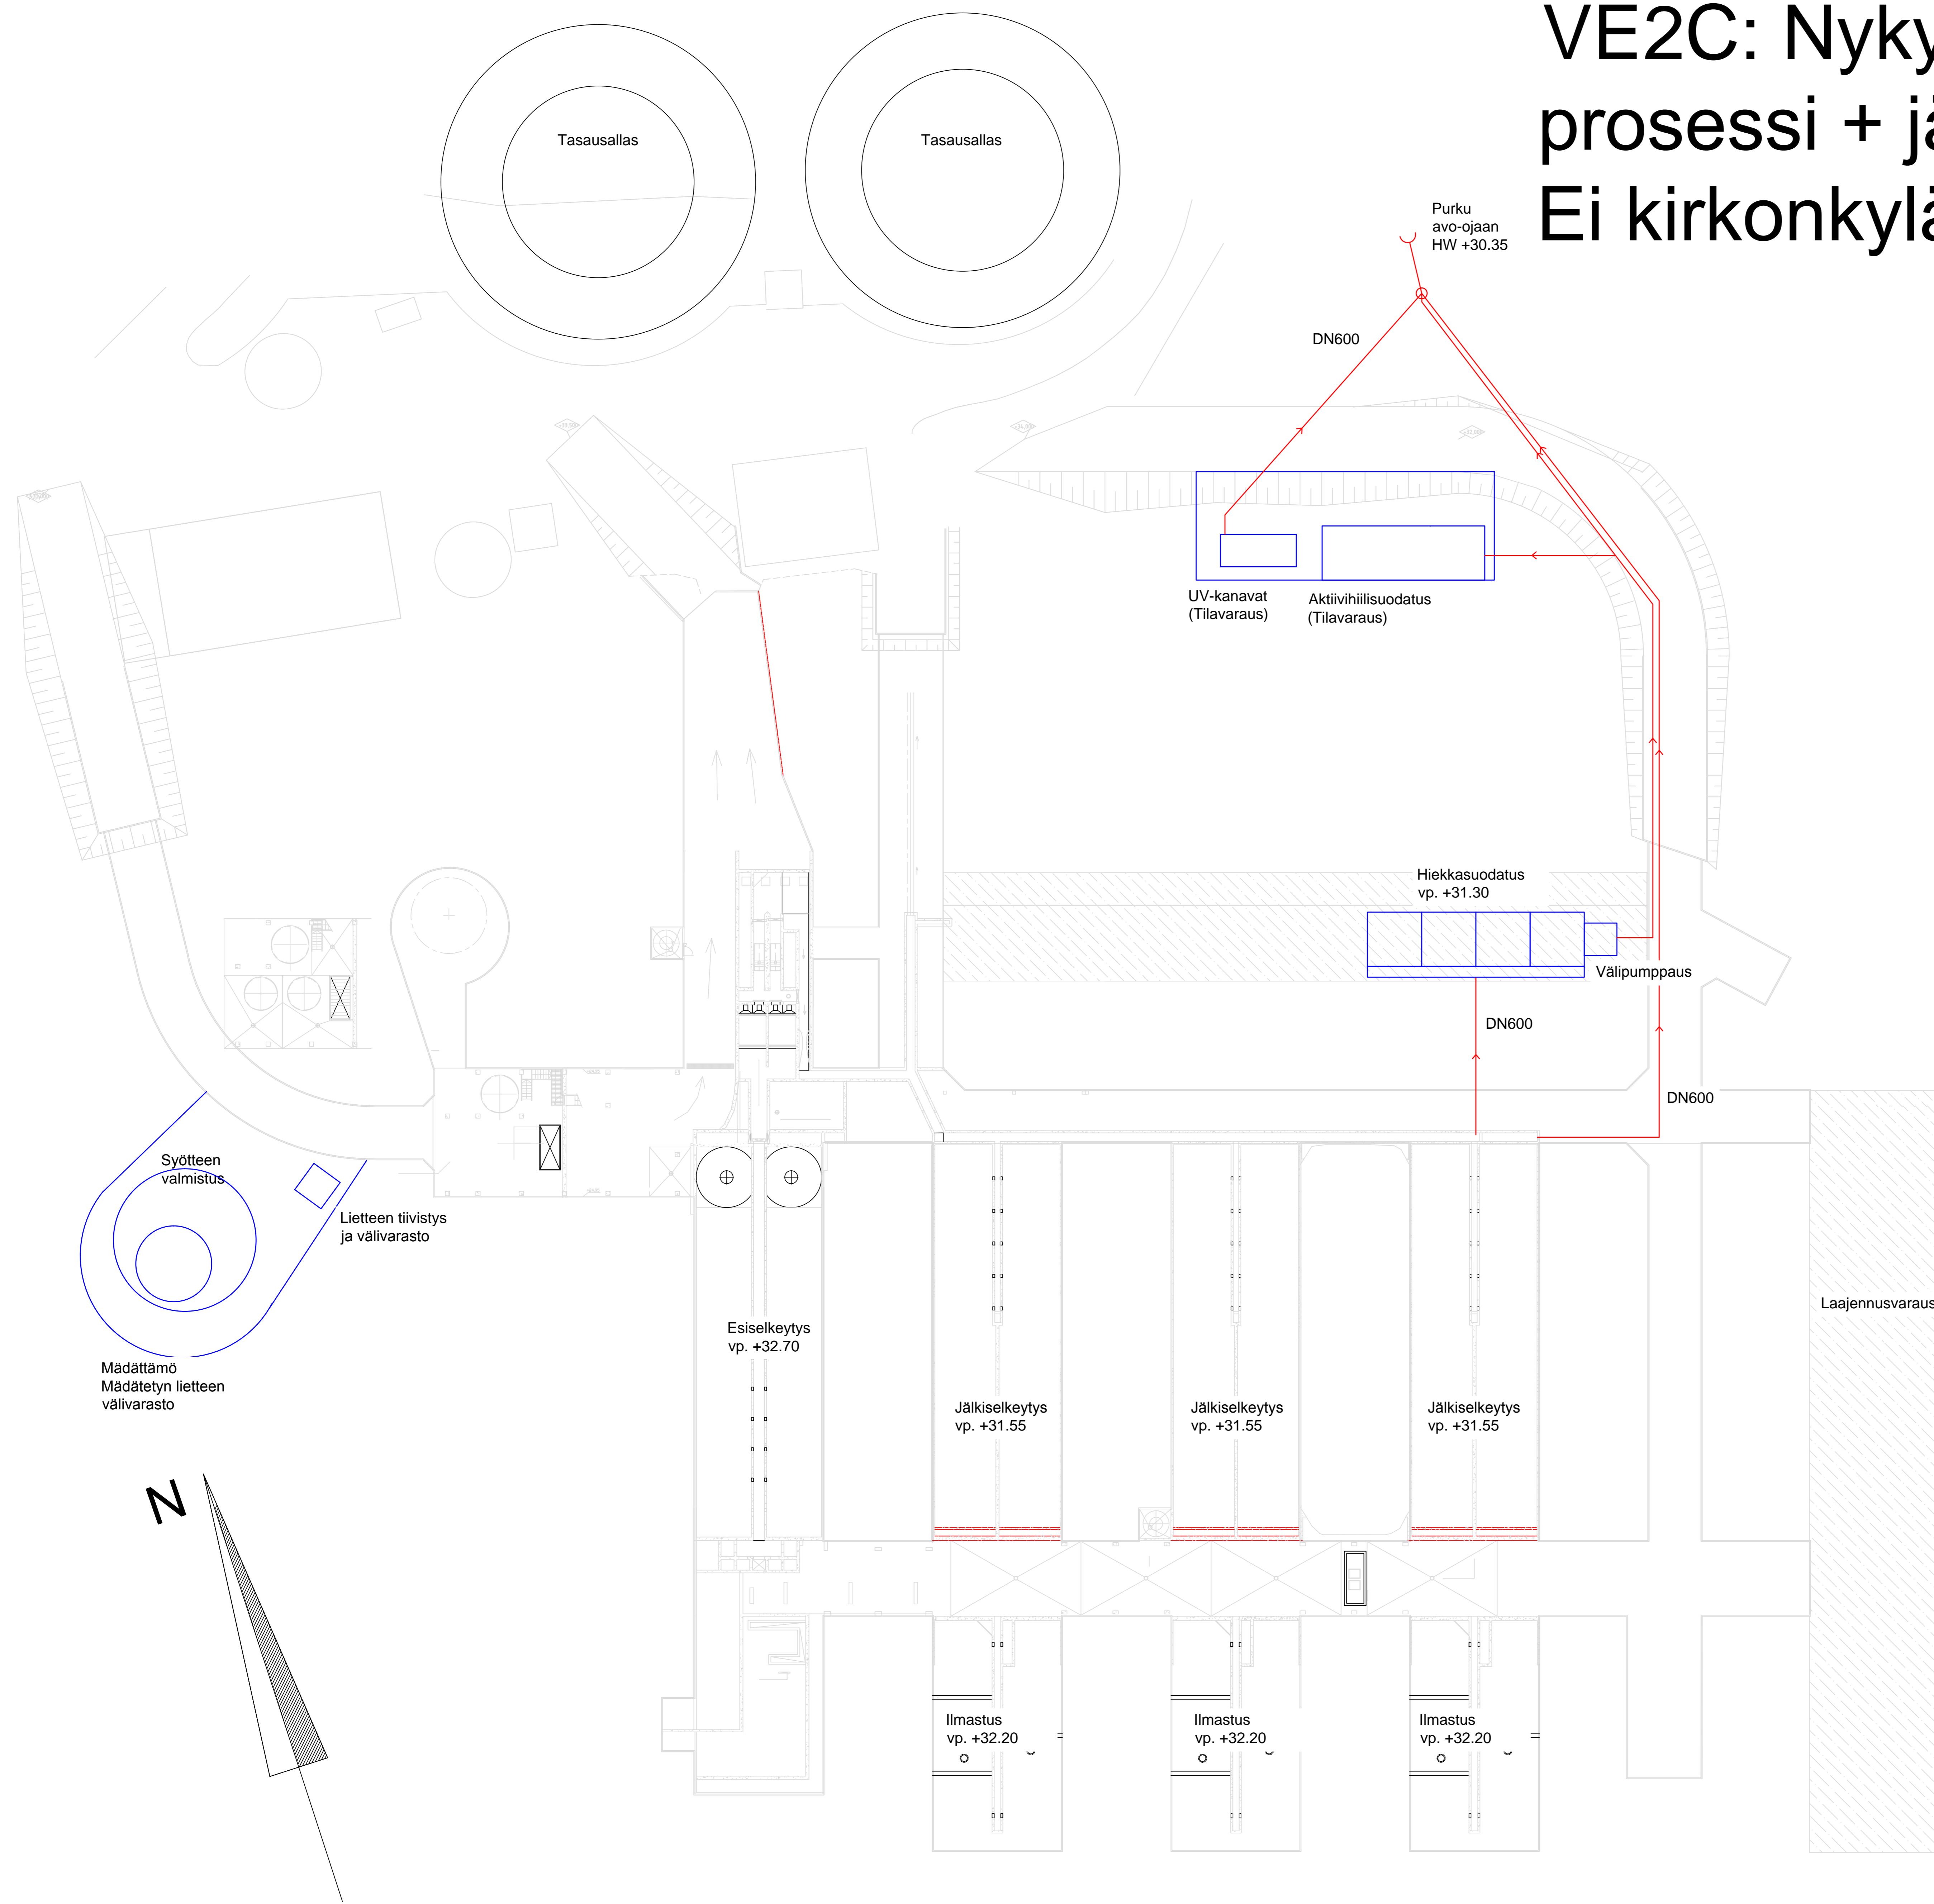 VE2C: Nyky
prosessi + jä
Ei kirkonkylä
Tasausallas
Tasausallas
Purku
avo-ojaan
HW +30.35
DN600
UV-kanavat
(Tilavaraus)
Aktiivihiilisuodatus
(Tilavaraus)
Hiekkasuodatus
vp. +31.30
Välipumppaus
DN600
DN600
Syötteen
valmistus
Lietteen tiivistys
ja välivarasto
Mädättämö
Mädätetyn lietteen
välivarasto
Laajennusvaraus
Esiselkeytys
vp. +32.70
Jälkiselkeytys
vp. +31.55
Jälkiselkeytys
vp. +31.55
Jälkiselkeytys
vp. +31.55
N
Ilmastus
vp. +32.20
Ilmastus
vp. +32.20
Ilmastus
vp. +32.20